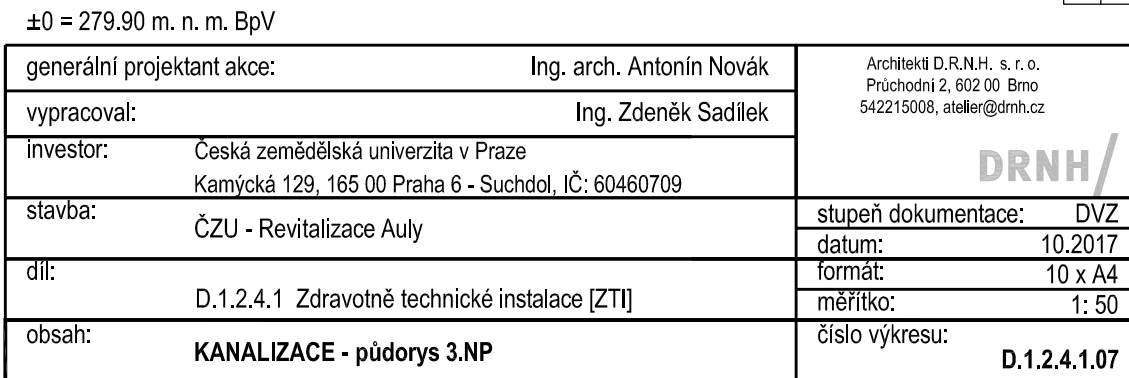 ±0 = 279.90 m. n. m. BpV
generální projektant akce: Ing. arch. Antonín Novák
vypracoval: Ing. Zdeněk Sadílek
investor: Česká zemědělská univerzita v Praze
Kamýcká 129, 165 00 Praha 6 - Suchdol, IČ: 60460709
stavba: ČZU - Revitalizace Auly
díl: D.1.2.4.1 Zdravotně technické instalace [ZTI]
obsah: KANALIZACE - půdorys 3.NP
Architekti D.R.N.H. s. r. o.
Průchodní 2, 602 00 Brno
542215008, atelier@drnh.cz
DRNH/
stupeň dokumentace: DVZ
datum: 10.2017
formát: 10 x A4
měřítko: 1: 50
číslo výkresu:
D.1.2.4.1.07